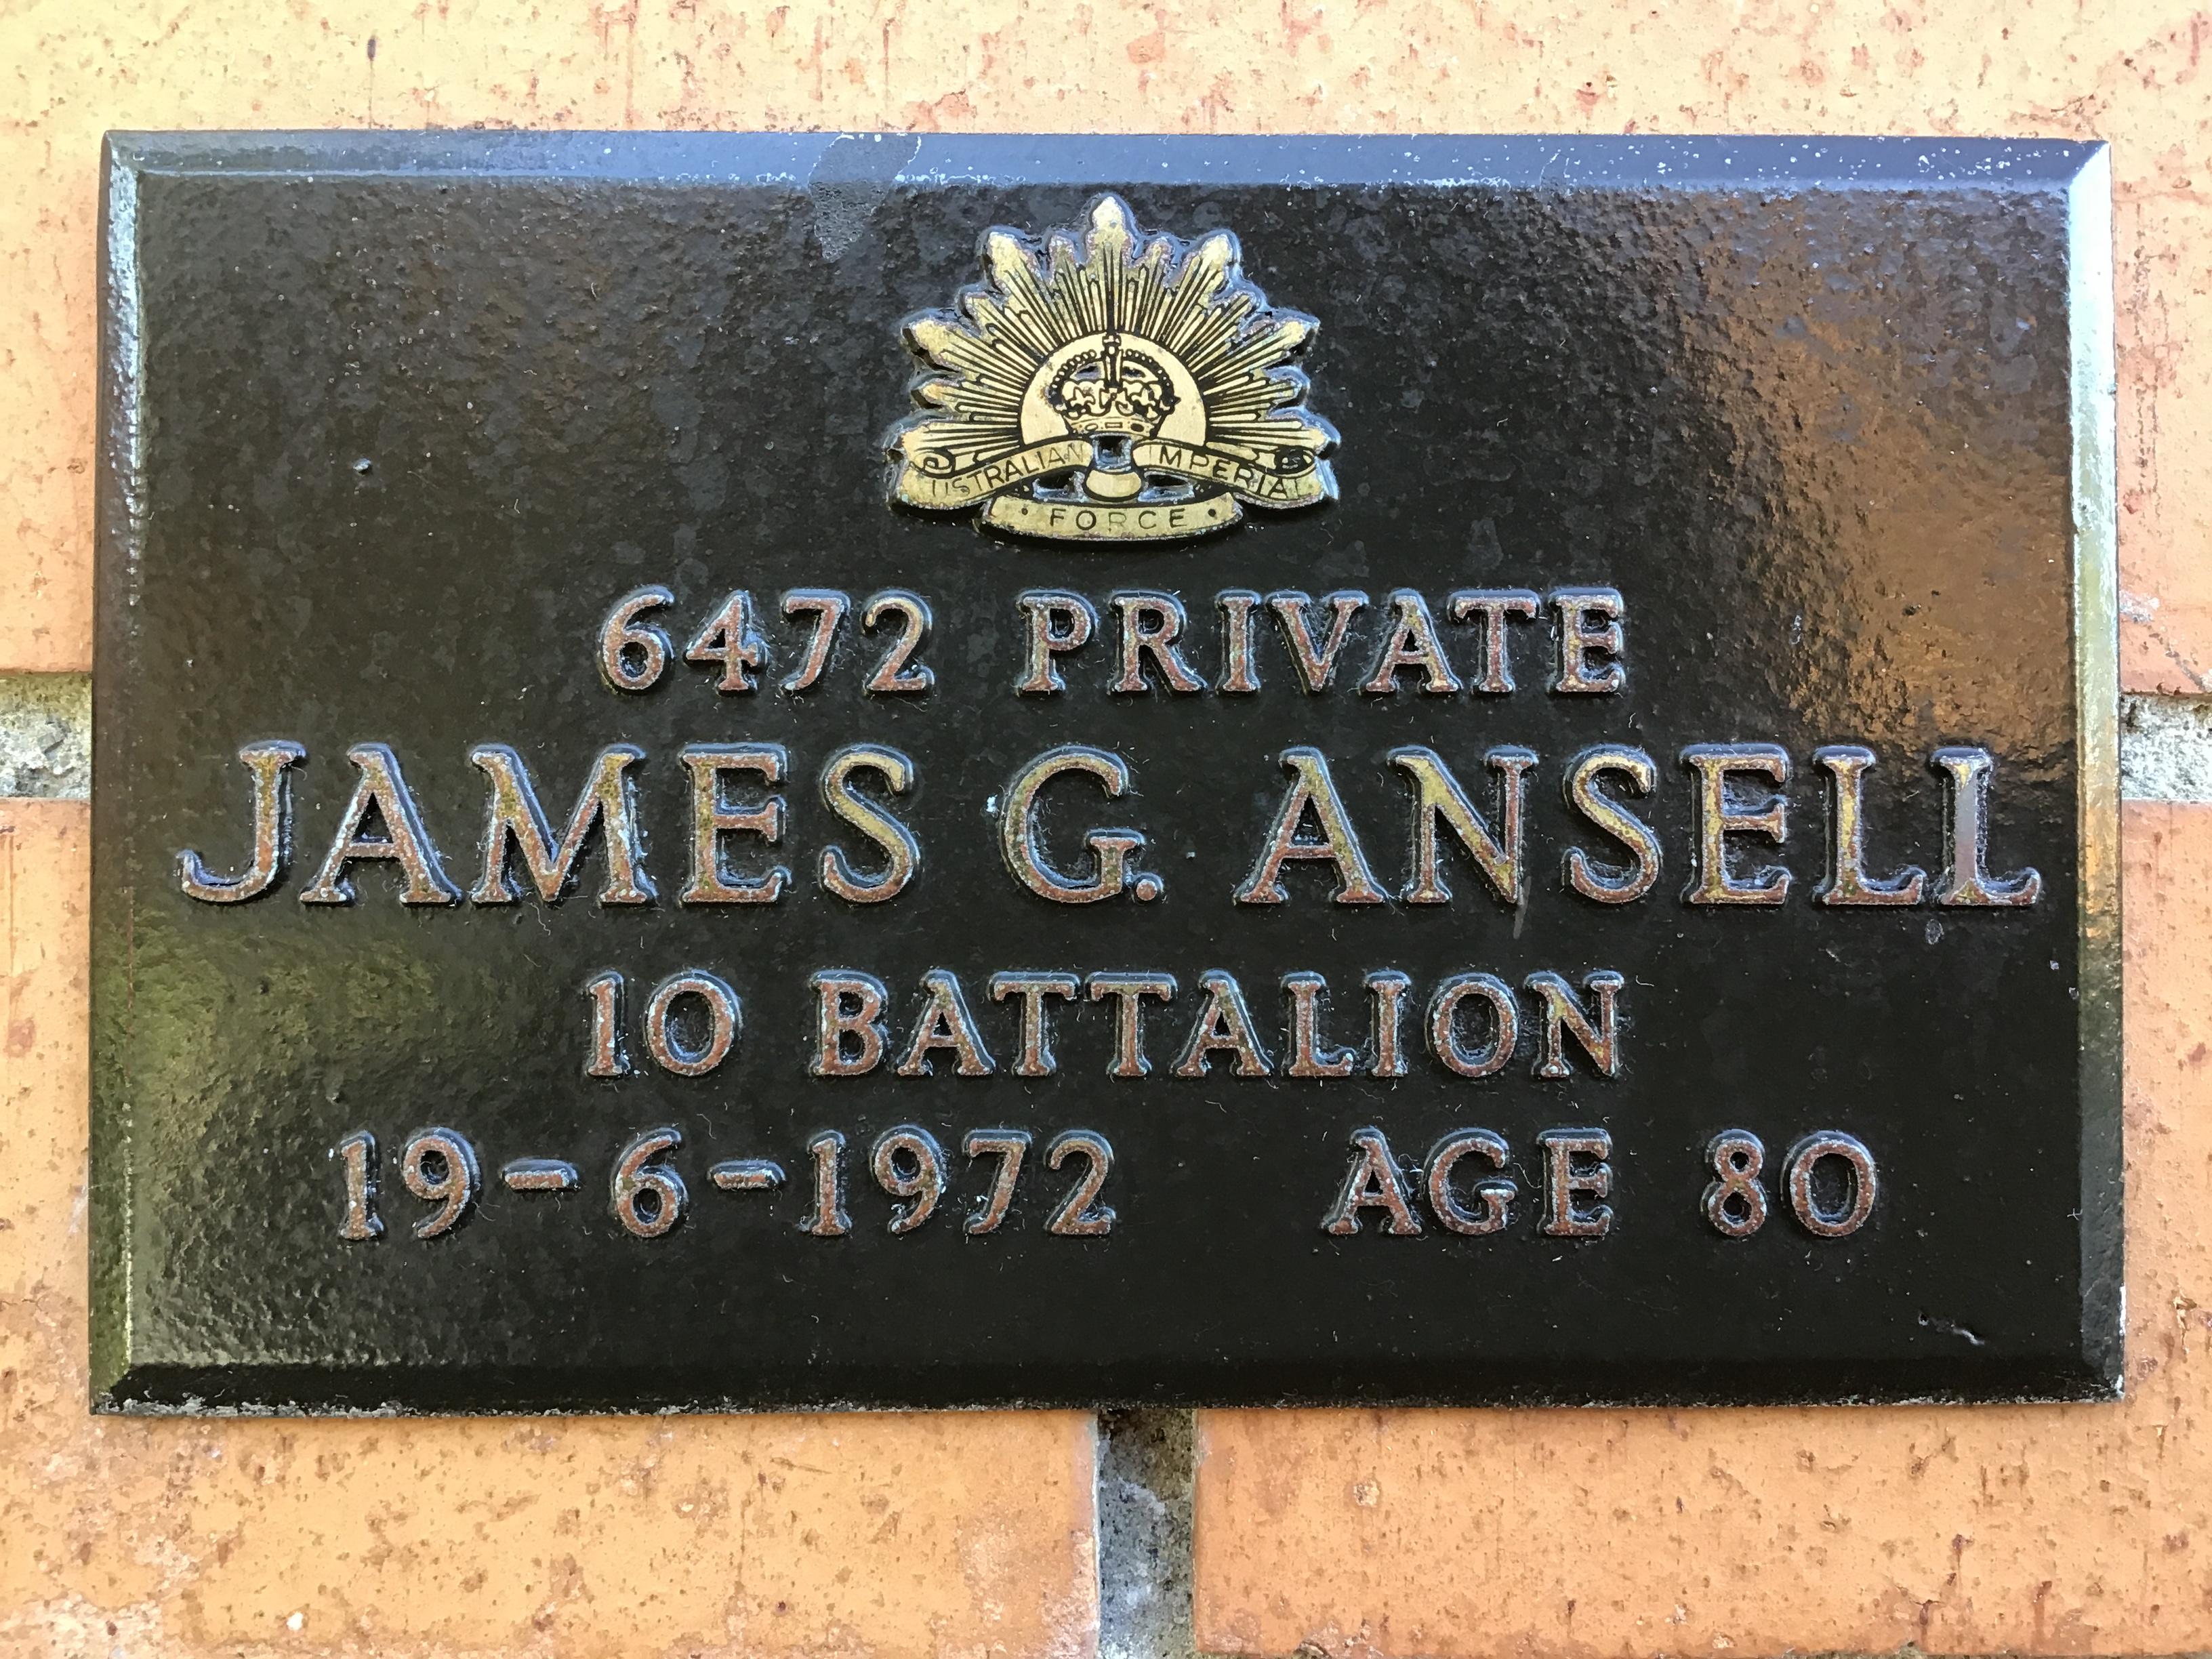 AUSTRALIAN IMPERIAL
FORCE
6472 PRIVATE
JAMES G. ANSELL
10 BATTALION
19-6-1972 AGE 80